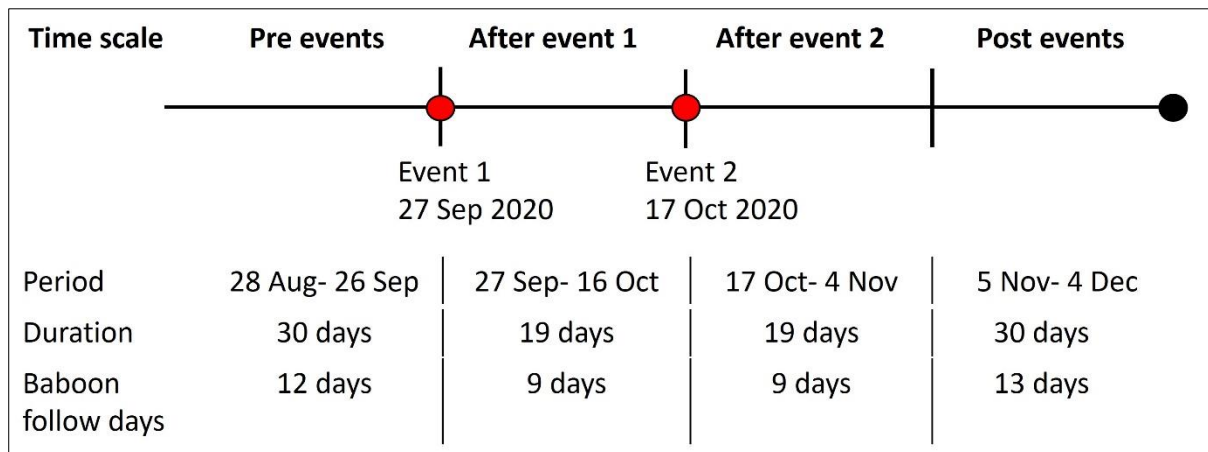 Time scale Pre events After event 1 After event 2 Post events
Event 1 Event 2
27 Sep 2020 17 Oct 2020
Period 28 Aug- 26 Sep 27 Sep- 16 Oct 17 Oct- 4 Nov 5 Nov- 4 Dec
Duration 30 days 19 days 19 days 30 days
Baboon 12 days 9 days 9 days 13 days
follow days